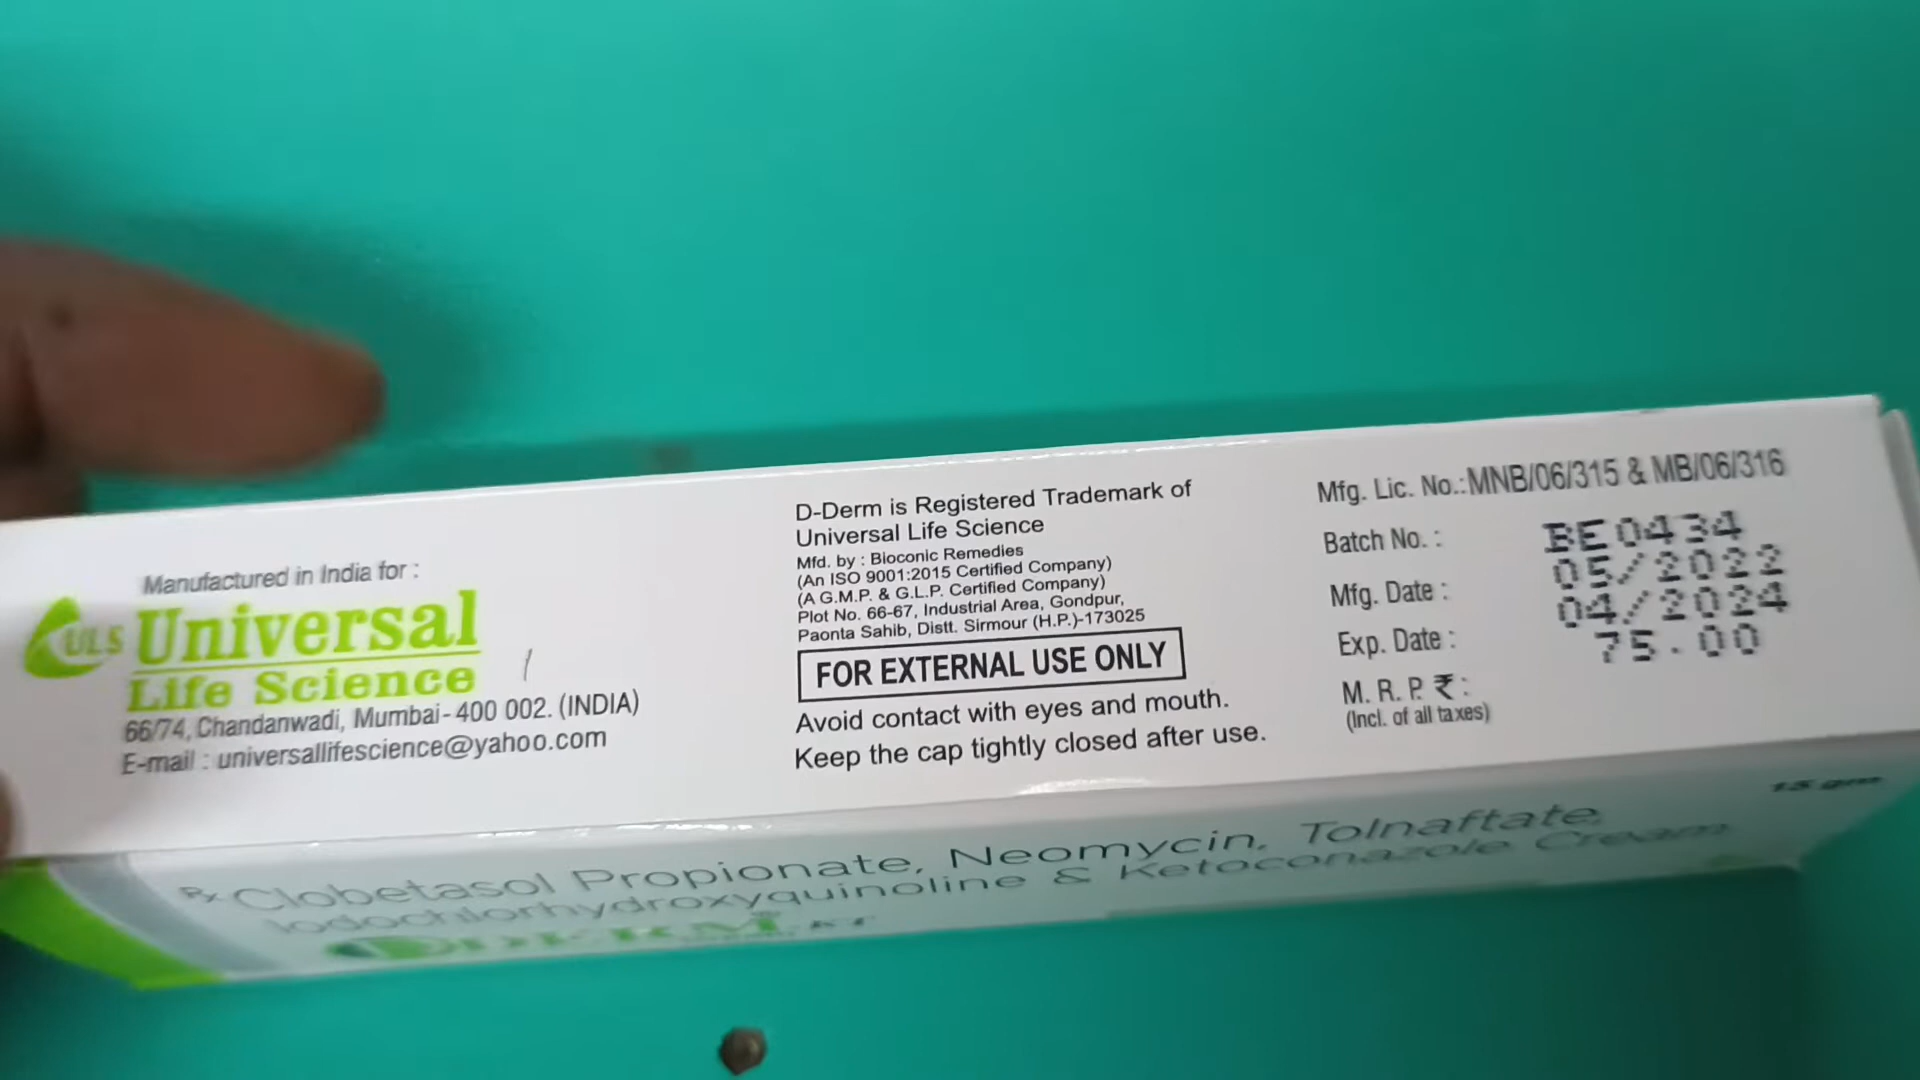 Manufactured in India for :
ULS Universal
Life Science
66/74, Chandanwadi, Mumbai - 400 002. (INDIA)
E-mail : universallifescience@yahoo.com
D-Derm is Registered Trademark of
Universal Life Science
Mfd. by : Bioconic Remedies
(An ISO 9001:2015 Certified Company)
(A G.M.P. & G.L.P. Certified Company)
Plot No. 66-67, Industrial Area, Gondpur,
Paonta Sahib, Distt. Sirmour (H.P.)-173025
FOR EXTERNAL USE ONLY
Avoid contact with eyes and mouth.
Keep the cap tightly closed after use.
Mfg. Lic. No.:MNB/06/315 & MB/06/316
Batch No. : BE0434
Mfg. Date : 05/2022
Exp. Date : 04/2024
M. R. P. ₹ : 75.00
(Incl. of all taxes)
15 gm
Rx Clobetasol Propionate, Neomycin, Tolnaftate,
Iodochlorhydroxyquinoline & Ketoconazole Cream